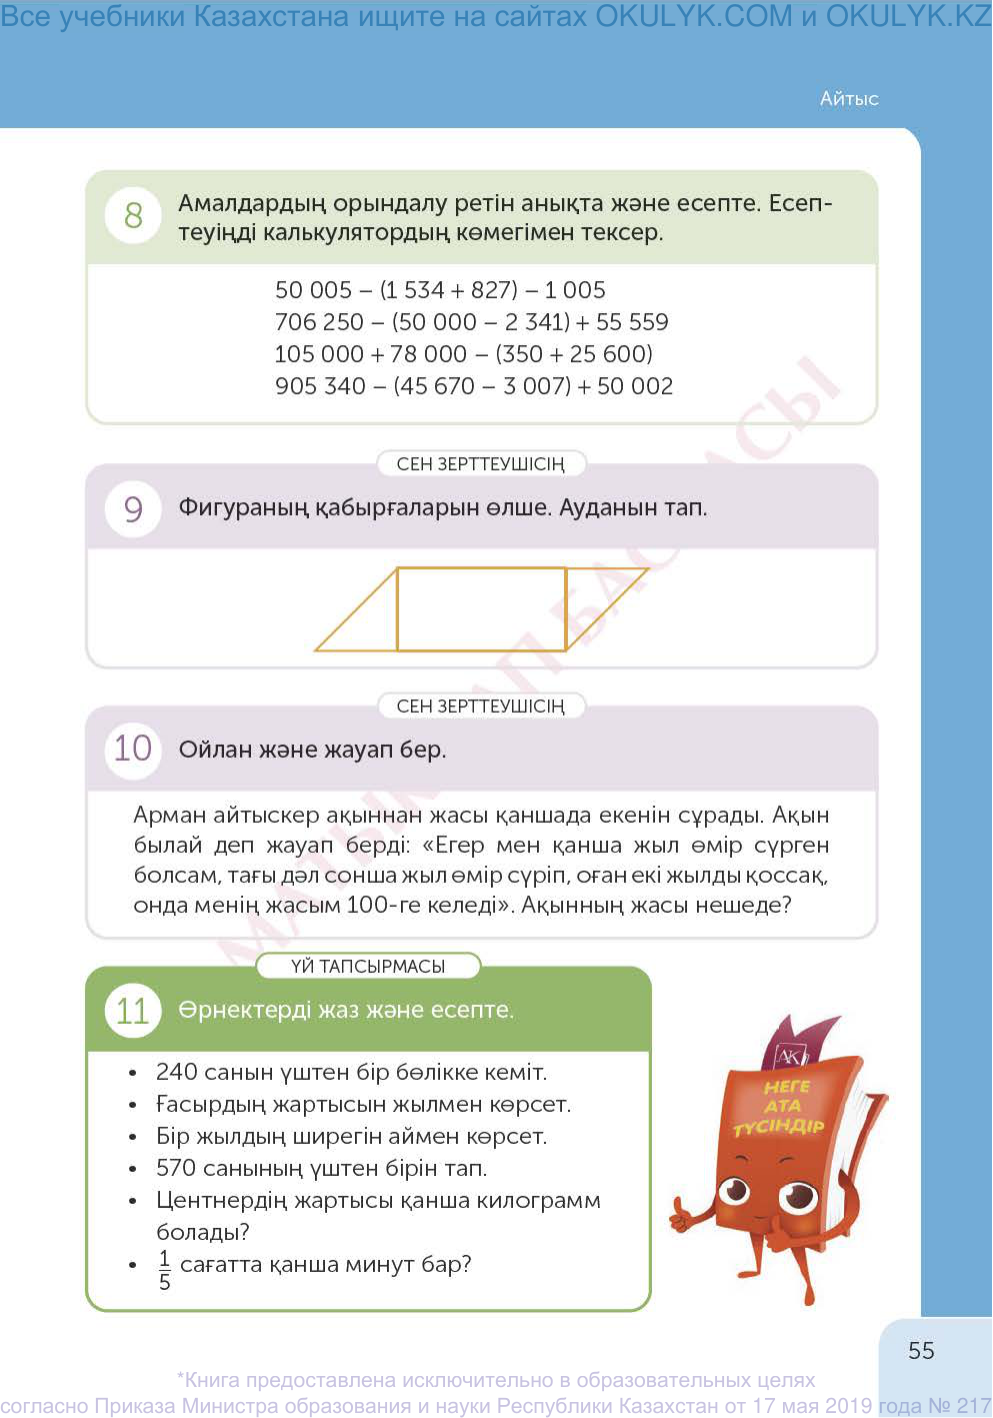 Все учебники Казахстана ищите на сайтах OKULYK.COM и OKULYK.KZ
Айтыс
8
Амалдардың орындалу ретін анықта және есепте. Есеп-
теуіңді калькулятордың көмегімен тексер.
50 005 – (1 534 + 827) – 1 005
706 250 – (50 000 – 2 341) + 55 559
105 000 + 78 000 – (350 + 25 600)
905 340 – (45 670 – 3 007) + 50 002
СЕН ЗЕРТТЕУШІСІҢ
9
Фигураның қабырғаларын өлше. Ауданын тап.
СЕН ЗЕРТТЕУШІСІҢ
10
Ойлан және жауап бер.
Арман айтыскер ақыннан жасы қаншада екенін сұрады. Ақын
былай деп жауап берді: «Егер мен қанша жыл өмір сүрген
болсам, тағы дәл сонша жыл өмір сүріп, оған екі жылды қоссақ,
онда менің жасым 100-ге келеді». Ақынның жасы нешеде?
ҮЙ ТАПСЫРМАСЫ
11
Өрнектерді жаз және есепте.
• 240 санын үштен бір бөлікке кеміт.
• Ғасырдың жартысын жылмен көрсет.
• Бір жылдың ширегін аймен көрсет.
• 570 санының үштен бірін тап.
• Центнердің жартысы қанша килограмм
болады?
• 1/5 сағатта қанша минут бар?
АК
НЕГЕ
АТА
ТҮСІНДІР
55
*Книга предоставлена исключительно в образовательных целях
согласно Приказа Министра образования и науки Республики Казахстан от 17 мая 2019 года № 217